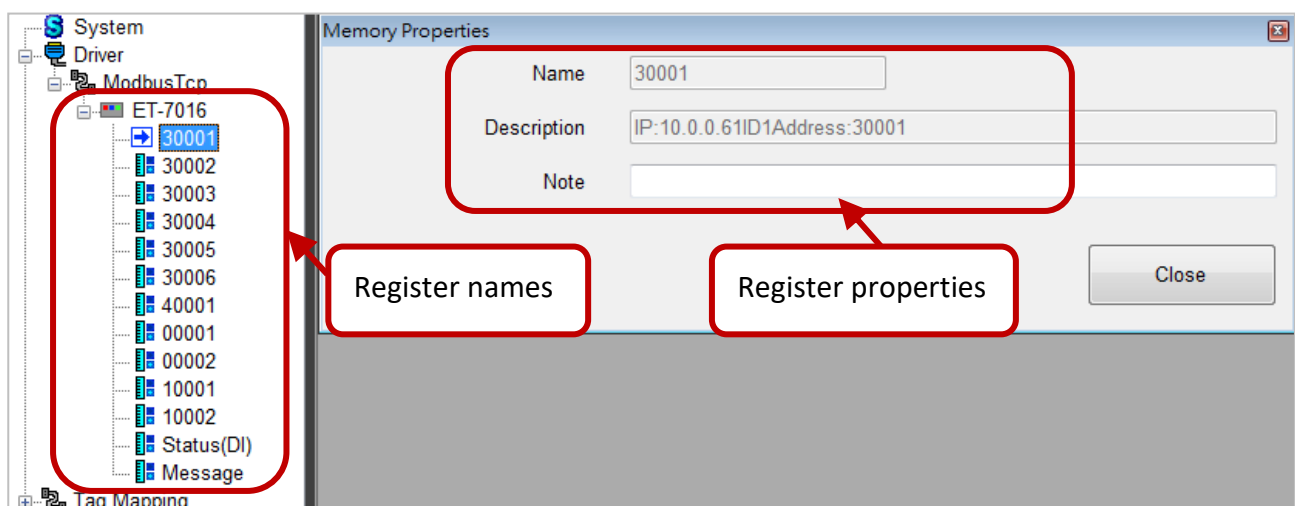 System
Driver
ModbusTcp
ET-7016
30001
30002
30003
30004
30005
30006
40001
00001
00002
10001
10002
Status(DI)
Message
Tag Mapping
Memory Properties
Name 30001
Description IP:10.0.0.61ID1Address:30001
Note
Close
Register names
Register properties